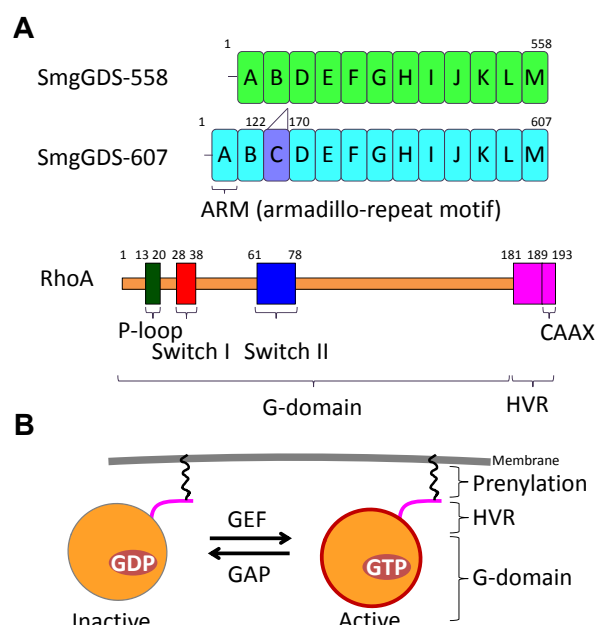 A
1 558
SmgGDS-558 A B D E F G H I J K L M
1 122 170 607
SmgGDS-607 A B C D E F G H I J K L M
ARM (armadillo-repeat motif)
1 13 20 28 38 61 78 181 189 193
RhoA
P-loop CAAX
Switch I Switch II
G-domain HVR
B
Membrane
Prenylation
GEF HVR
GDP GAP GTP G-domain
Inactive Active